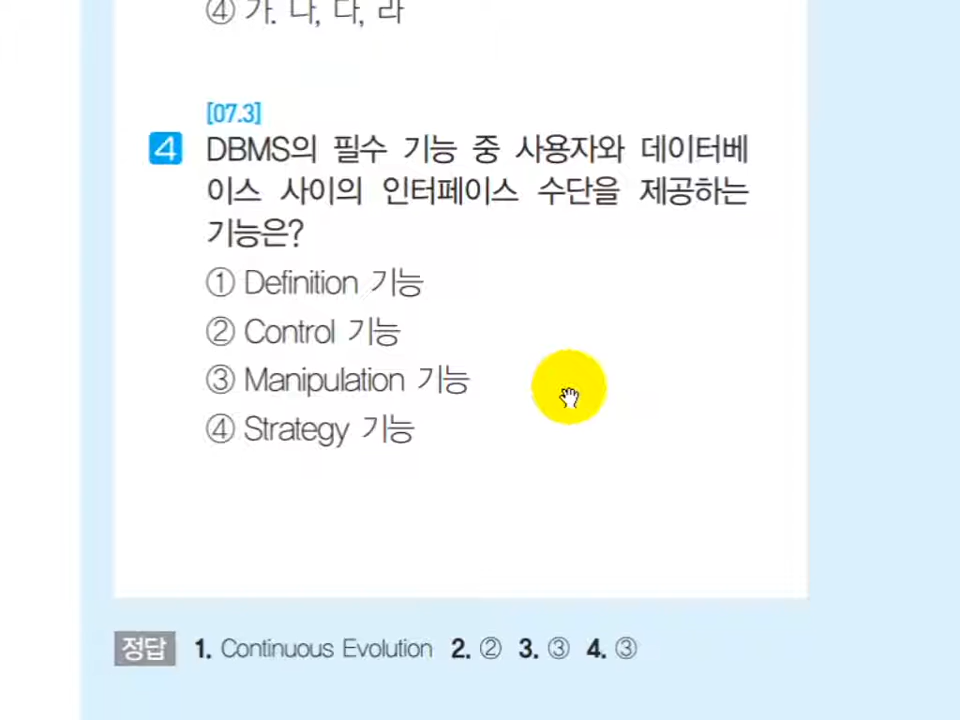 ④ 가. 나, 다, 라
[07.3]
4 DBMS의 필수 기능 중 사용자와 데이터베
이스 사이의 인터페이스 수단을 제공하는
기능은?
① Definition 기능
② Control 기능
③ Manipulation 기능
④ Strategy 기능
정답 1. Continuous Evolution 2. ② 3. ③ 4. ③